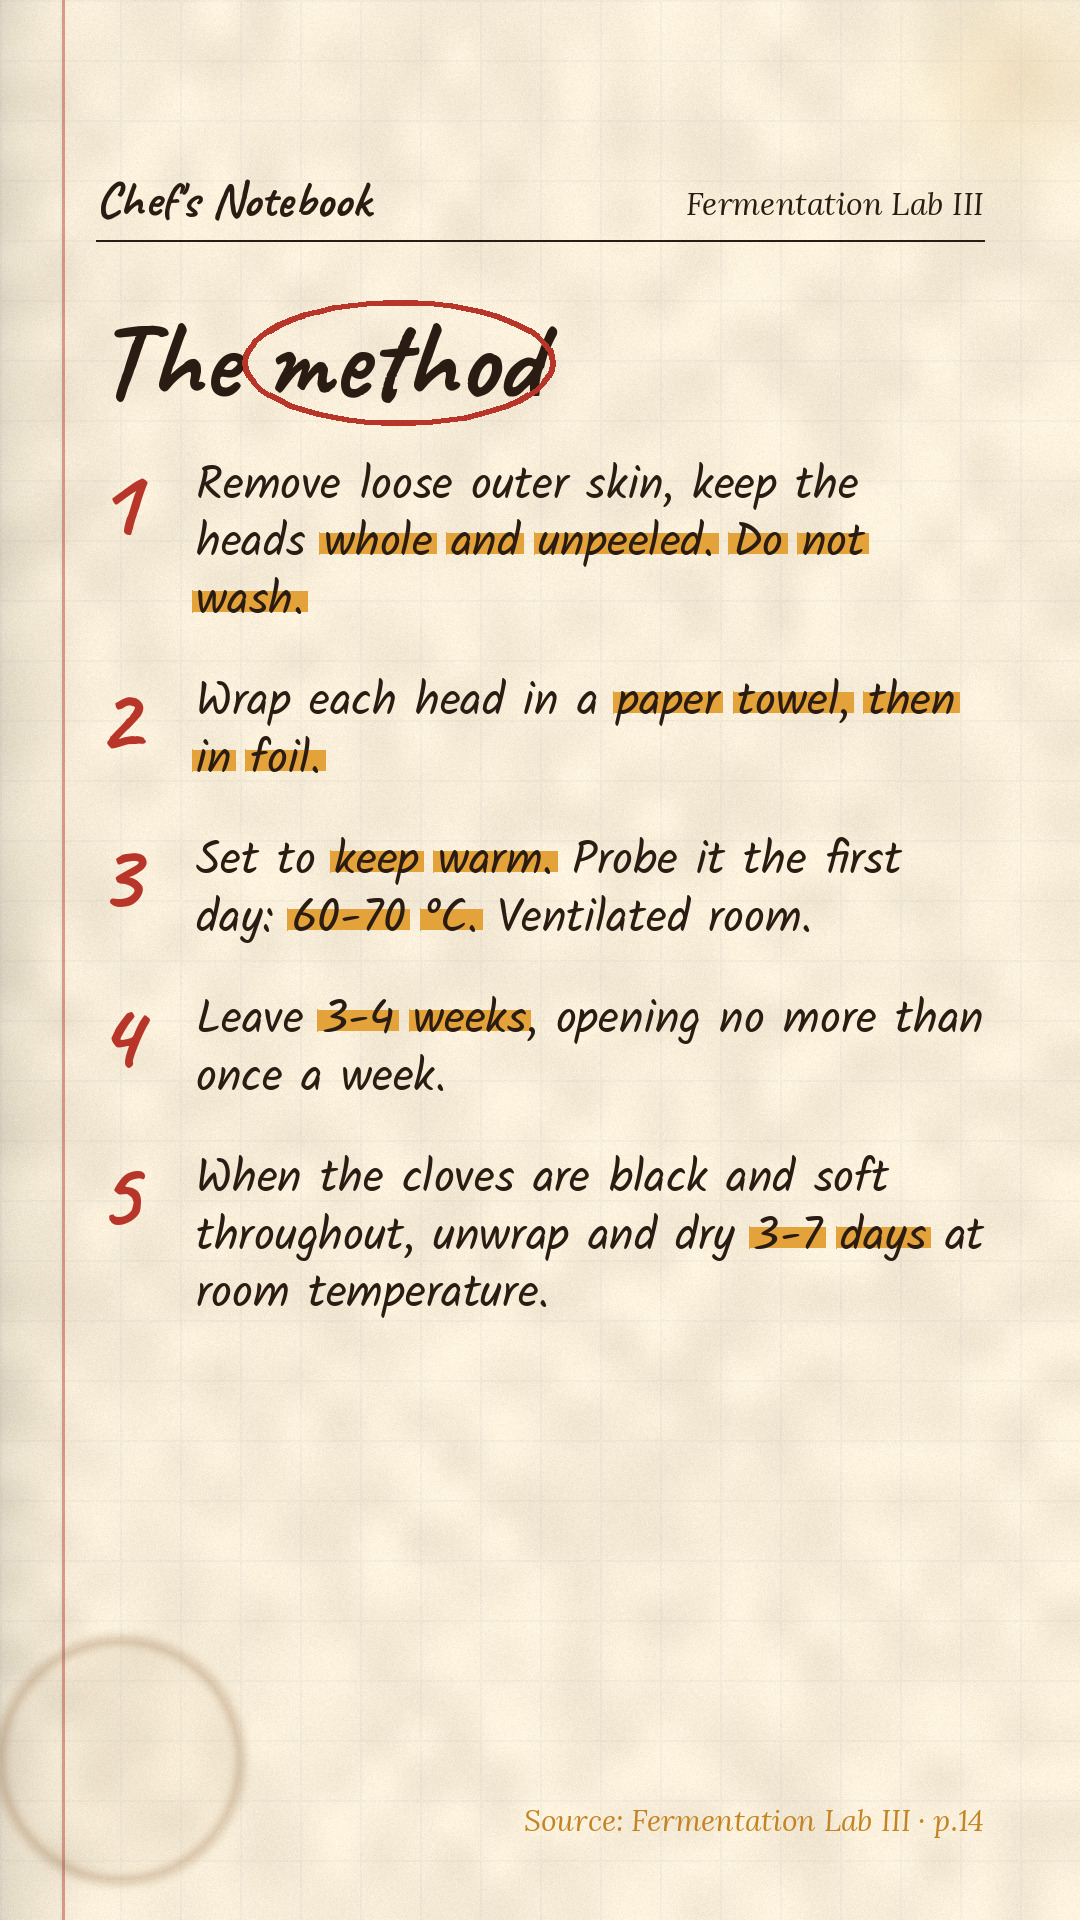 Chef's Notebook
Fermentation Lab III
The method
1 Remove loose outer skin, keep the
heads whole and unpeeled. Do not
wash.
2 Wrap each head in a paper towel, then
in foil.
3 Set to keep warm. Probe it the first
day: 60–70 °C. Ventilated room.
4 Leave 3–4 weeks, opening no more than
once a week.
5 When the cloves are black and soft
throughout, unwrap and dry 3–7 days at
room temperature.
Source: Fermentation Lab III · p.14